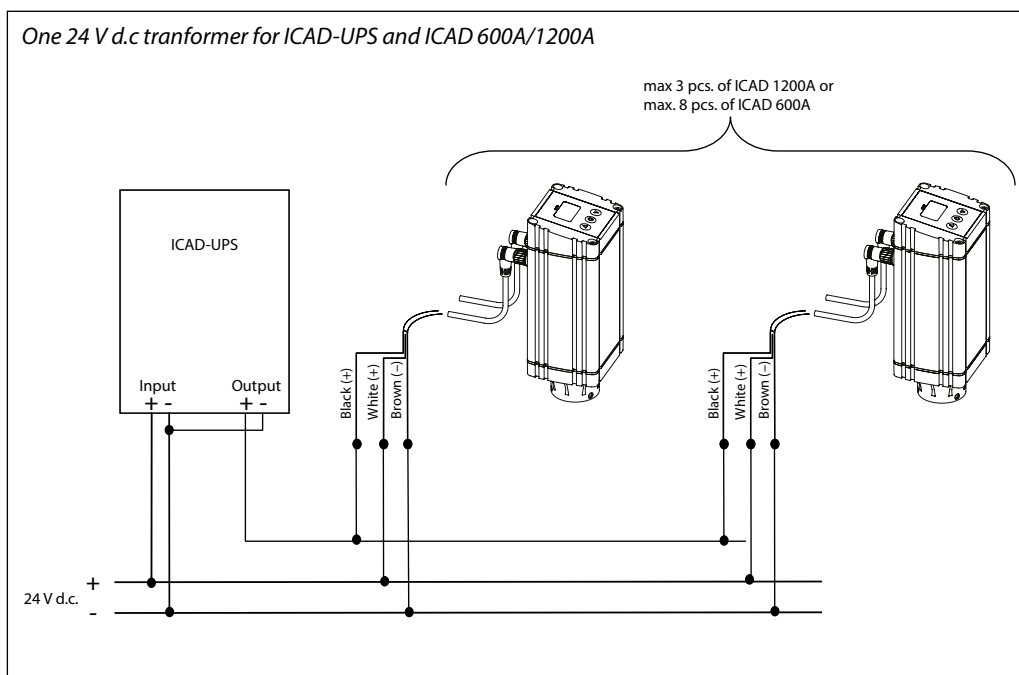 One 24 V d.c tranformer for ICAD-UPS and ICAD 600A/1200A
max 3 pcs. of ICAD 1200A or
max. 8 pcs. of ICAD 600A
ICAD-UPS
Input Output
+ - + -
Black (+)
White (+)
Brown (−)
Black (+)
White (+)
Brown (−)
+
24 V d.c.
-